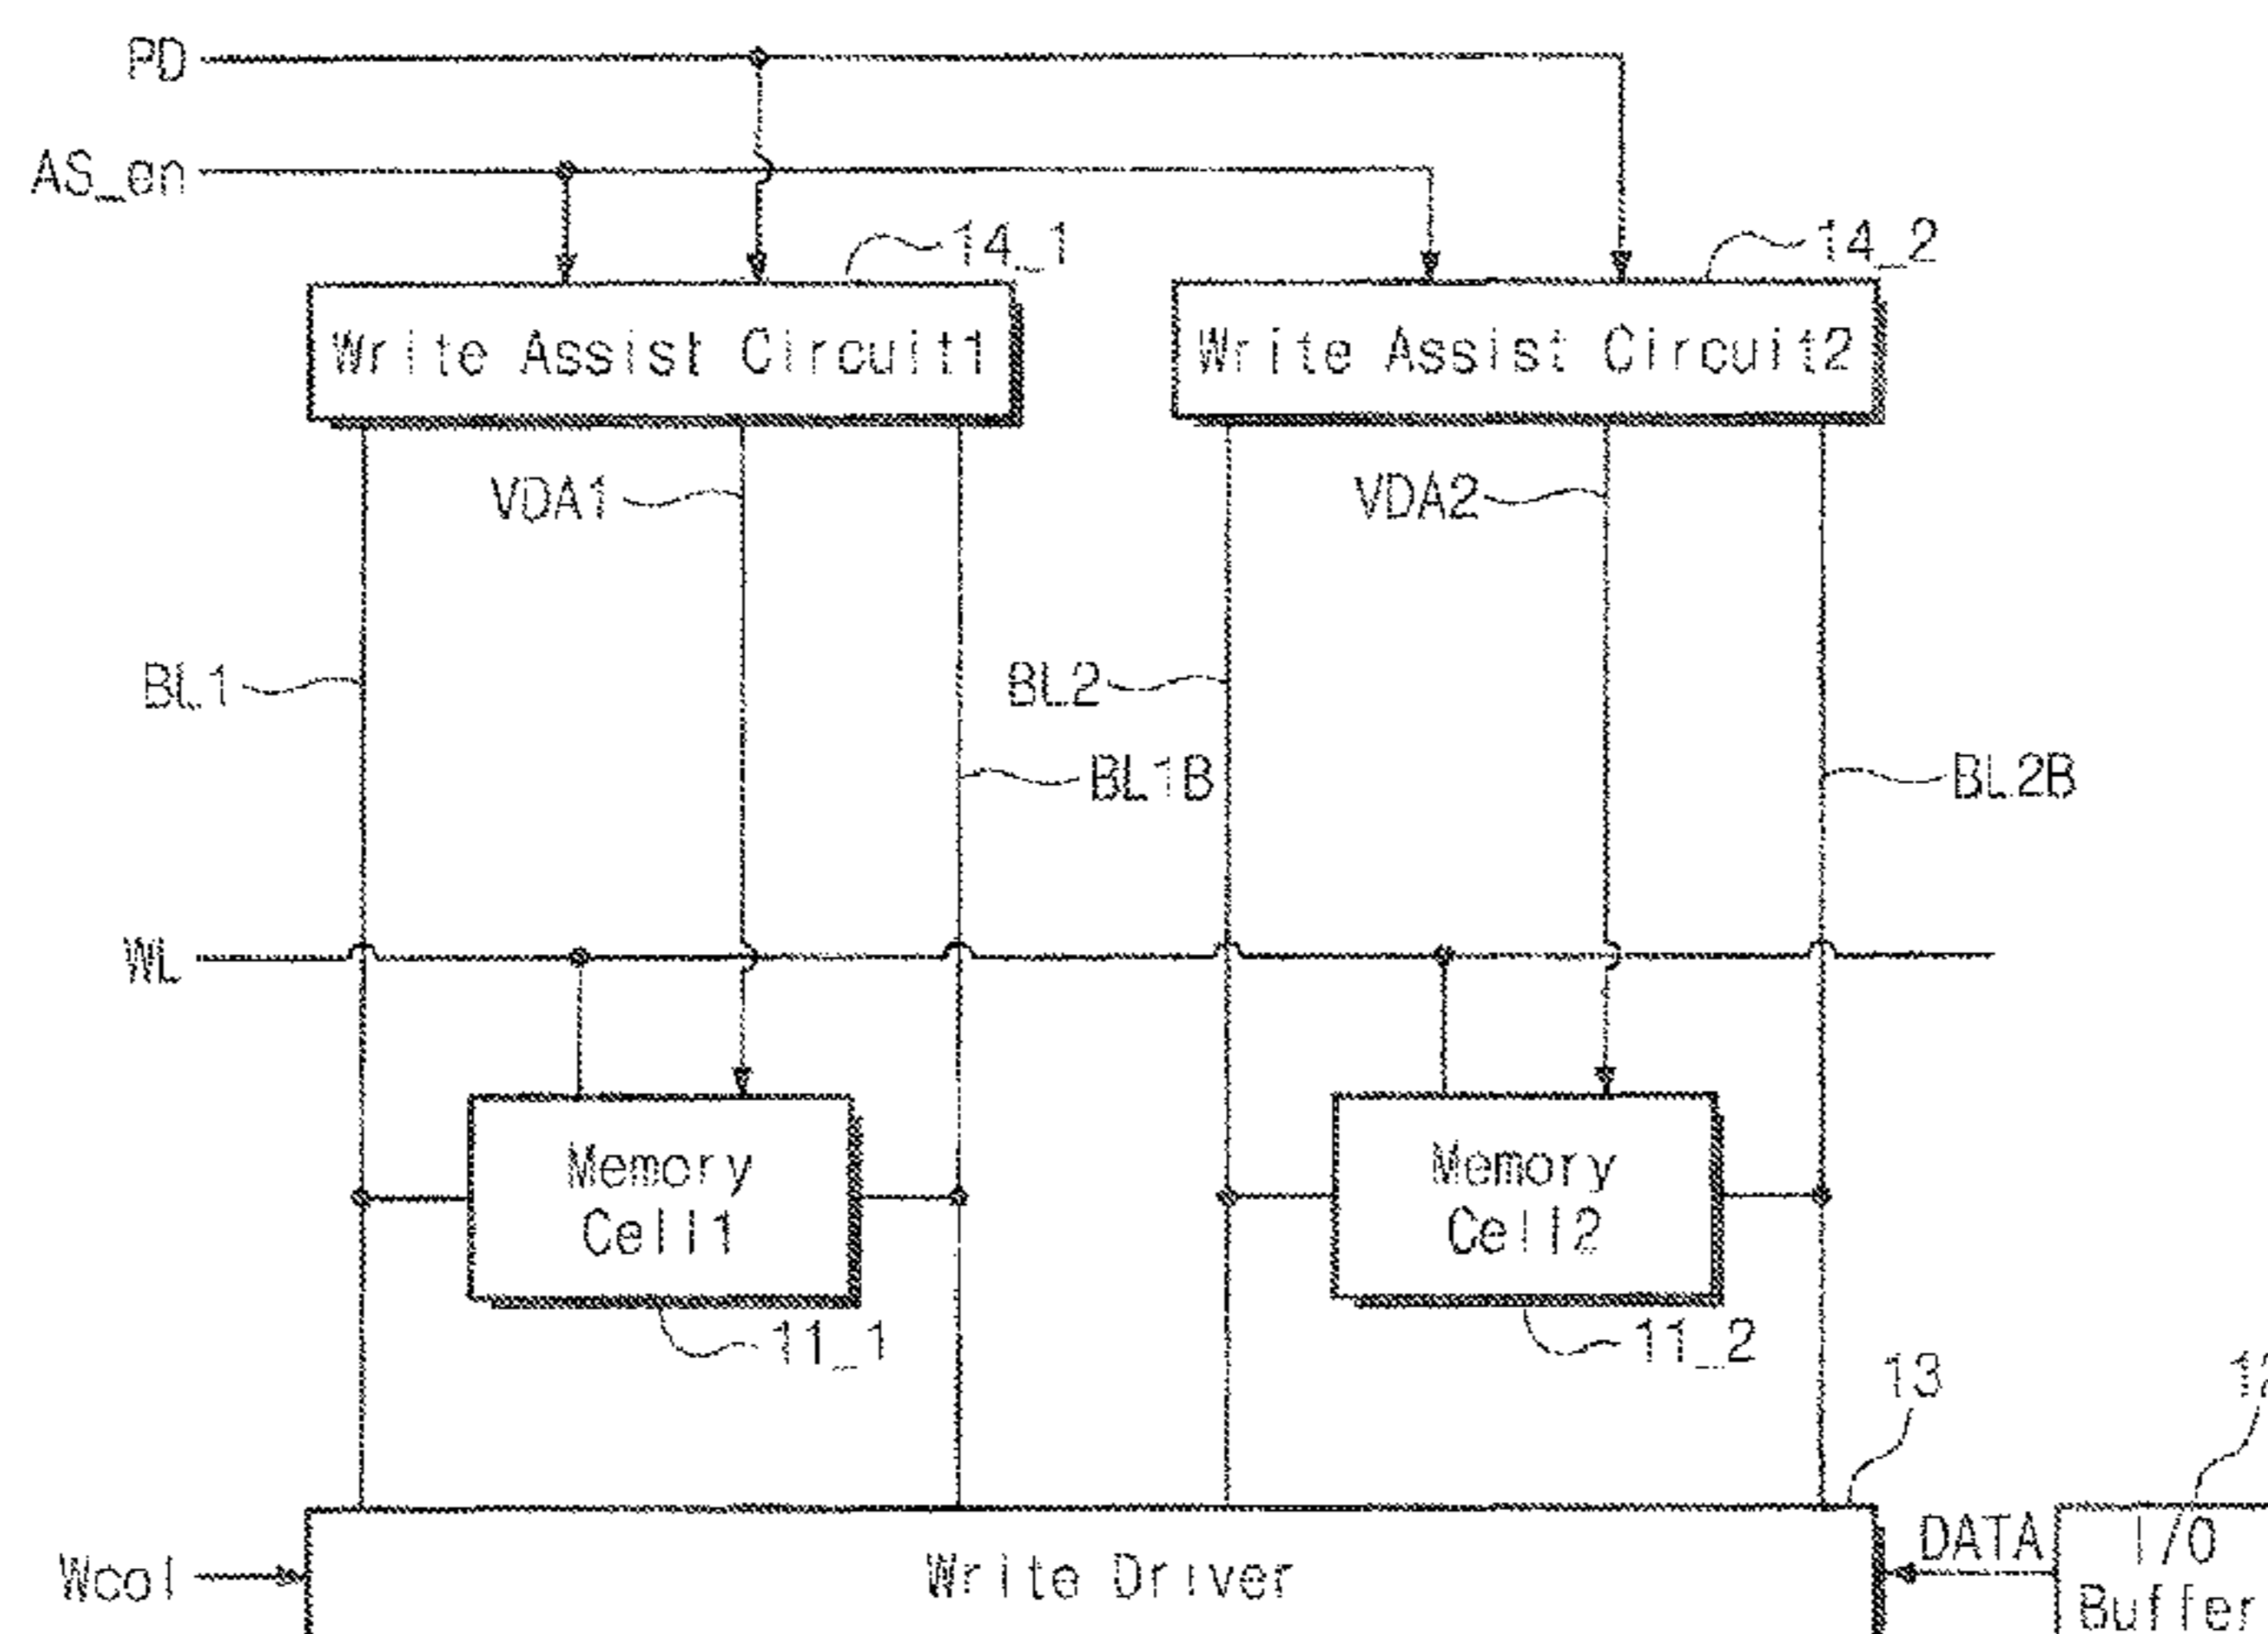 PD
AS_en
14_1
14_2
Write Assist Circuit1
Write Assist Circuit2
VDA1
VDA2
BL1
BL2
BL1B
BL2B
WL
Memory
Cell1
Memory
Cell2
11_1
11_2
13
12
Wcol
Write Driver
DATA
I/O
Buffer